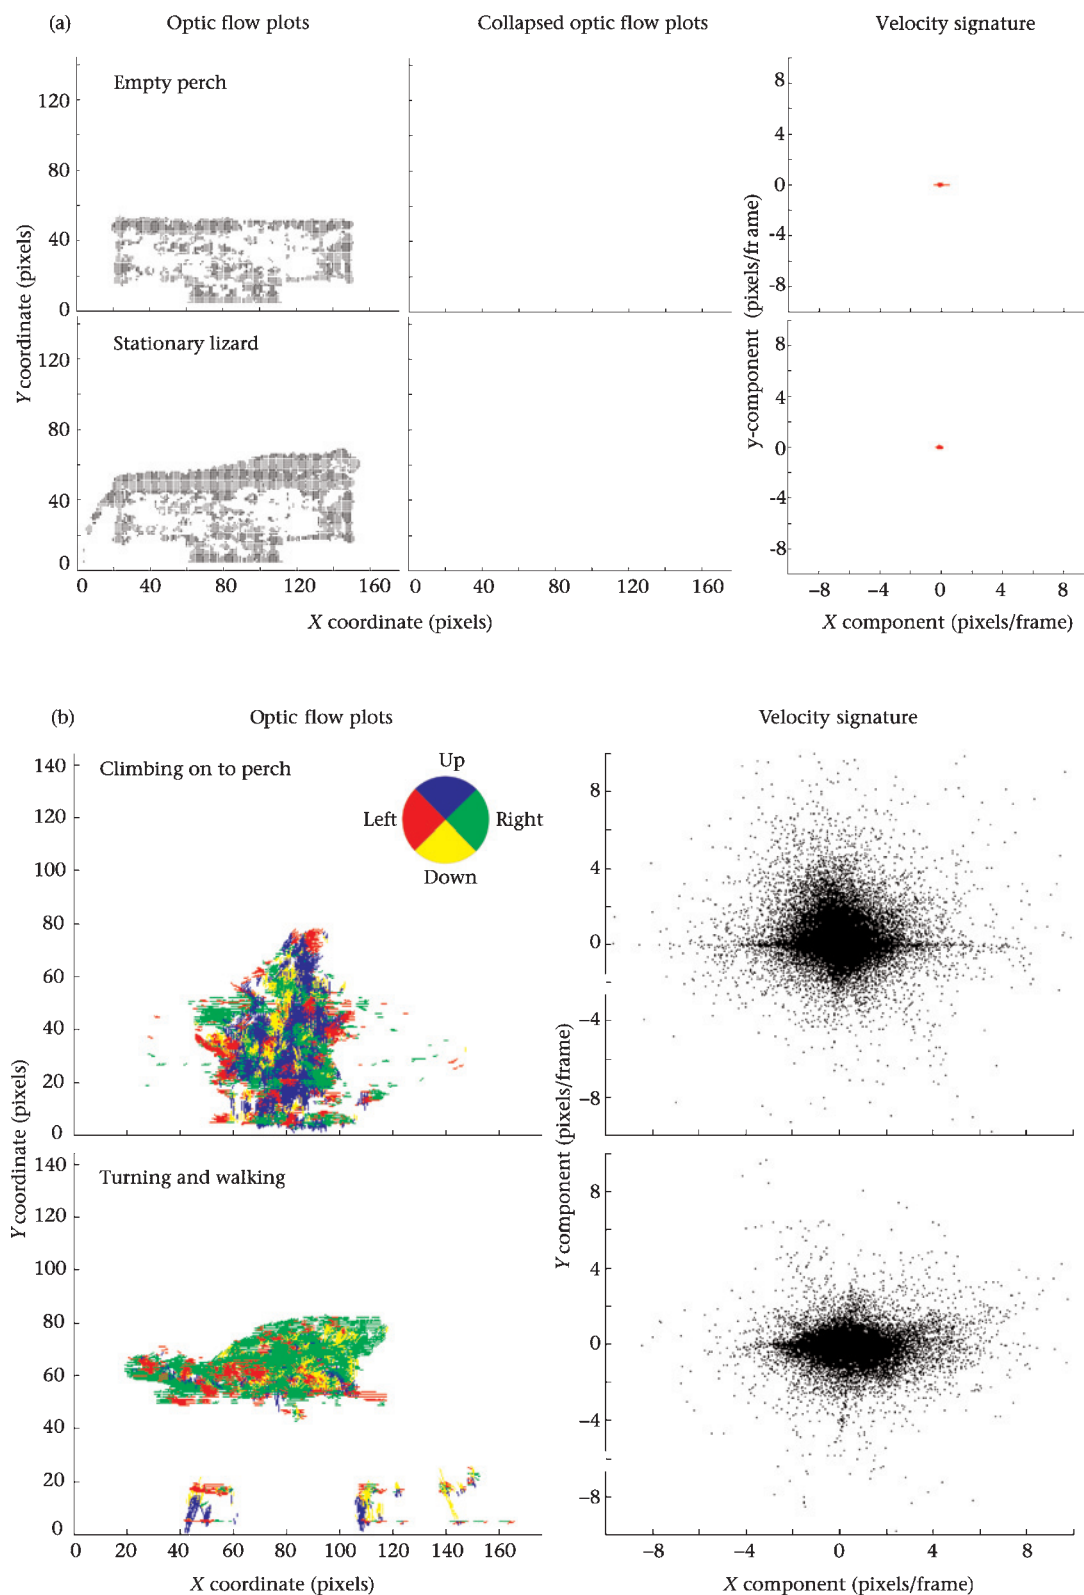 (a) Optic flow plots Collapsed optic flow plots Velocity signature
Empty perch
140
120
80
40
0
8
4
0
−4
−8
Stationary lizard
120
80
40
0
8
4
0
−4
−8
0 40 80 120 160
0 40 80 120 160
−8 −4 0 4 8
Y coordinate (pixels)
y-component (pixels/frame)
X coordinate (pixels)
X component (pixels/frame)
(b) Optic flow plots Velocity signature
Climbing on to perch
Up
Left Right
Down
140
120
100
80
60
40
20
0
8
4
0
−4
−8
Turning and walking
140
120
100
80
60
40
20
0
8
4
0
−4
−8
0 20 40 60 80 100 120 140 160
−8 −4 0 4 8
Y coordinate (pixels)
Y component (pixels/frame)
X coordinate (pixels)
X component (pixels/frame)